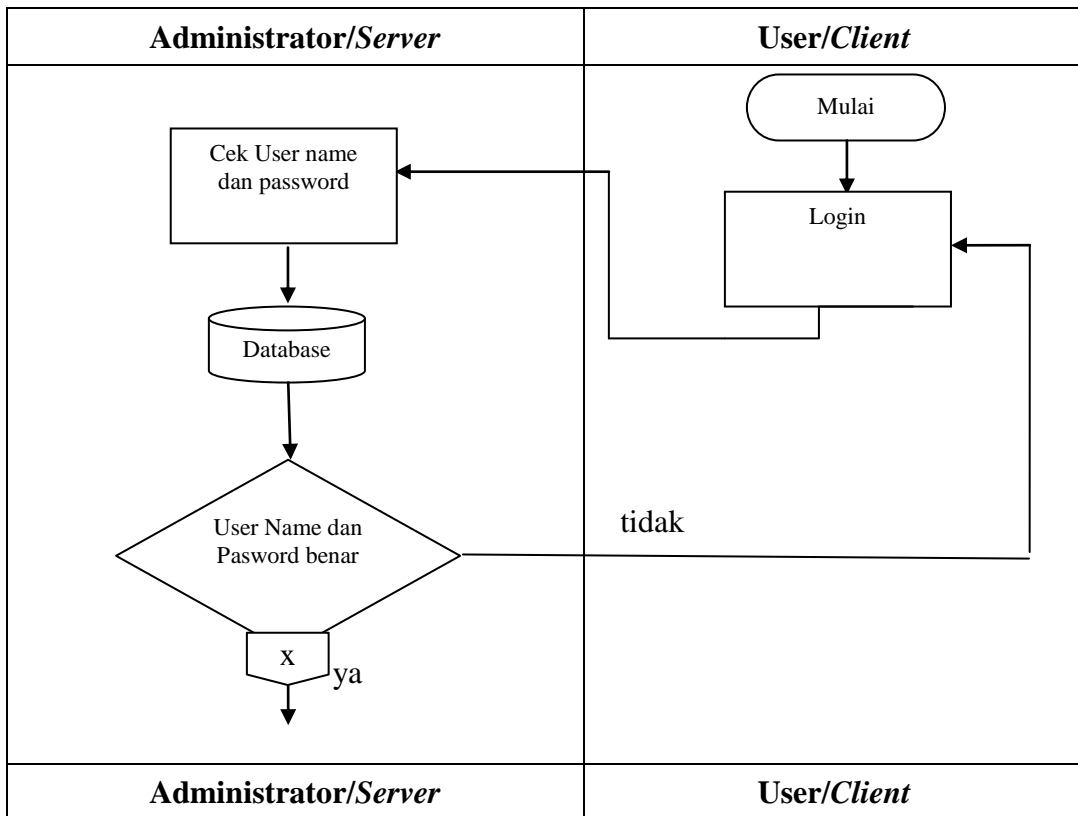 Administrator/Server
User/Client
Mulai
Cek User name
dan password
Login
Database
User Name dan
Pasword benar
tidak
x
ya
Administrator/Server
User/Client